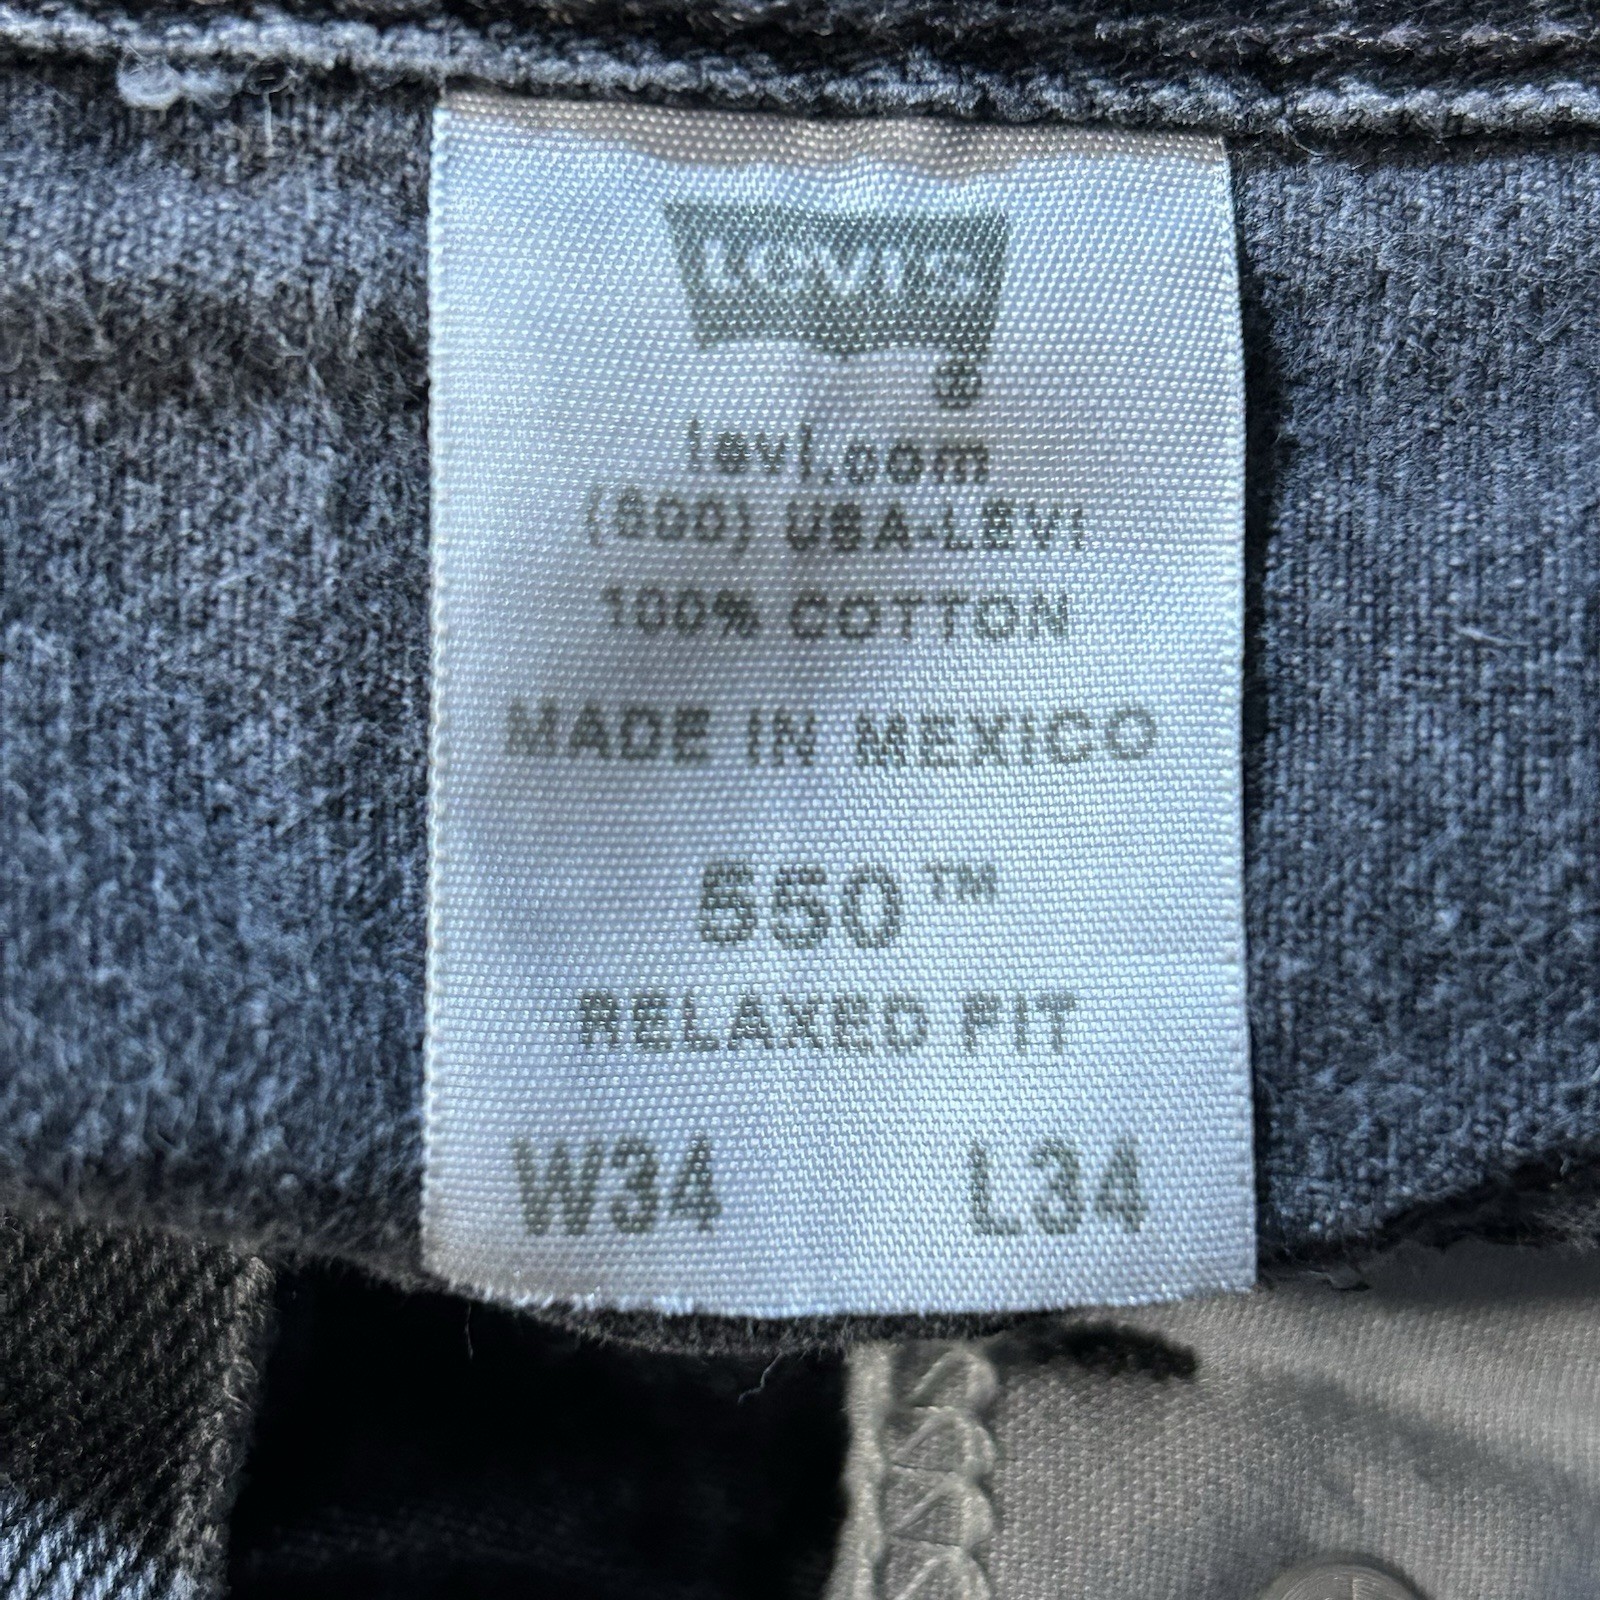 LEVI'S
®
levi.com
(800) USA-LEVI
100% COTTON
MADE IN MEXICO
550™
RELAXED FIT
W34 L34